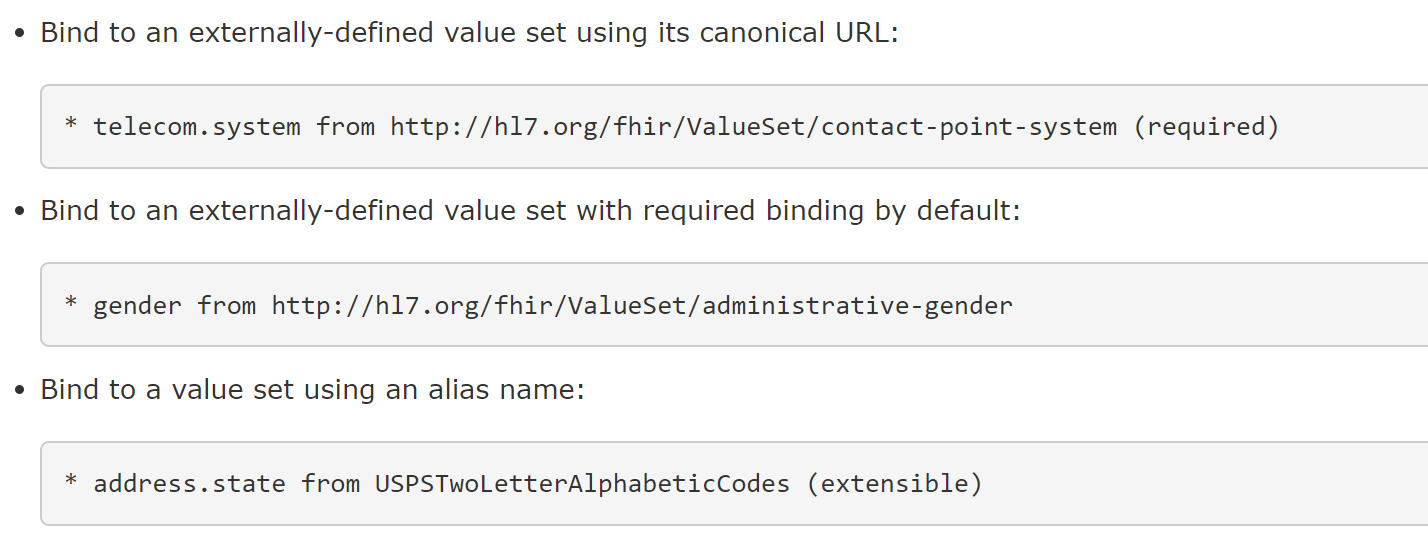 • Bind to an externally-defined value set using its canonical URL:
* telecom.system from http://hl7.org/fhir/ValueSet/contact-point-system (required)
• Bind to an externally-defined value set with required binding by default:
* gender from http://hl7.org/fhir/ValueSet/administrative-gender
• Bind to a value set using an alias name:
* address.state from USPSTwoLetterAlphabeticCodes (extensible)